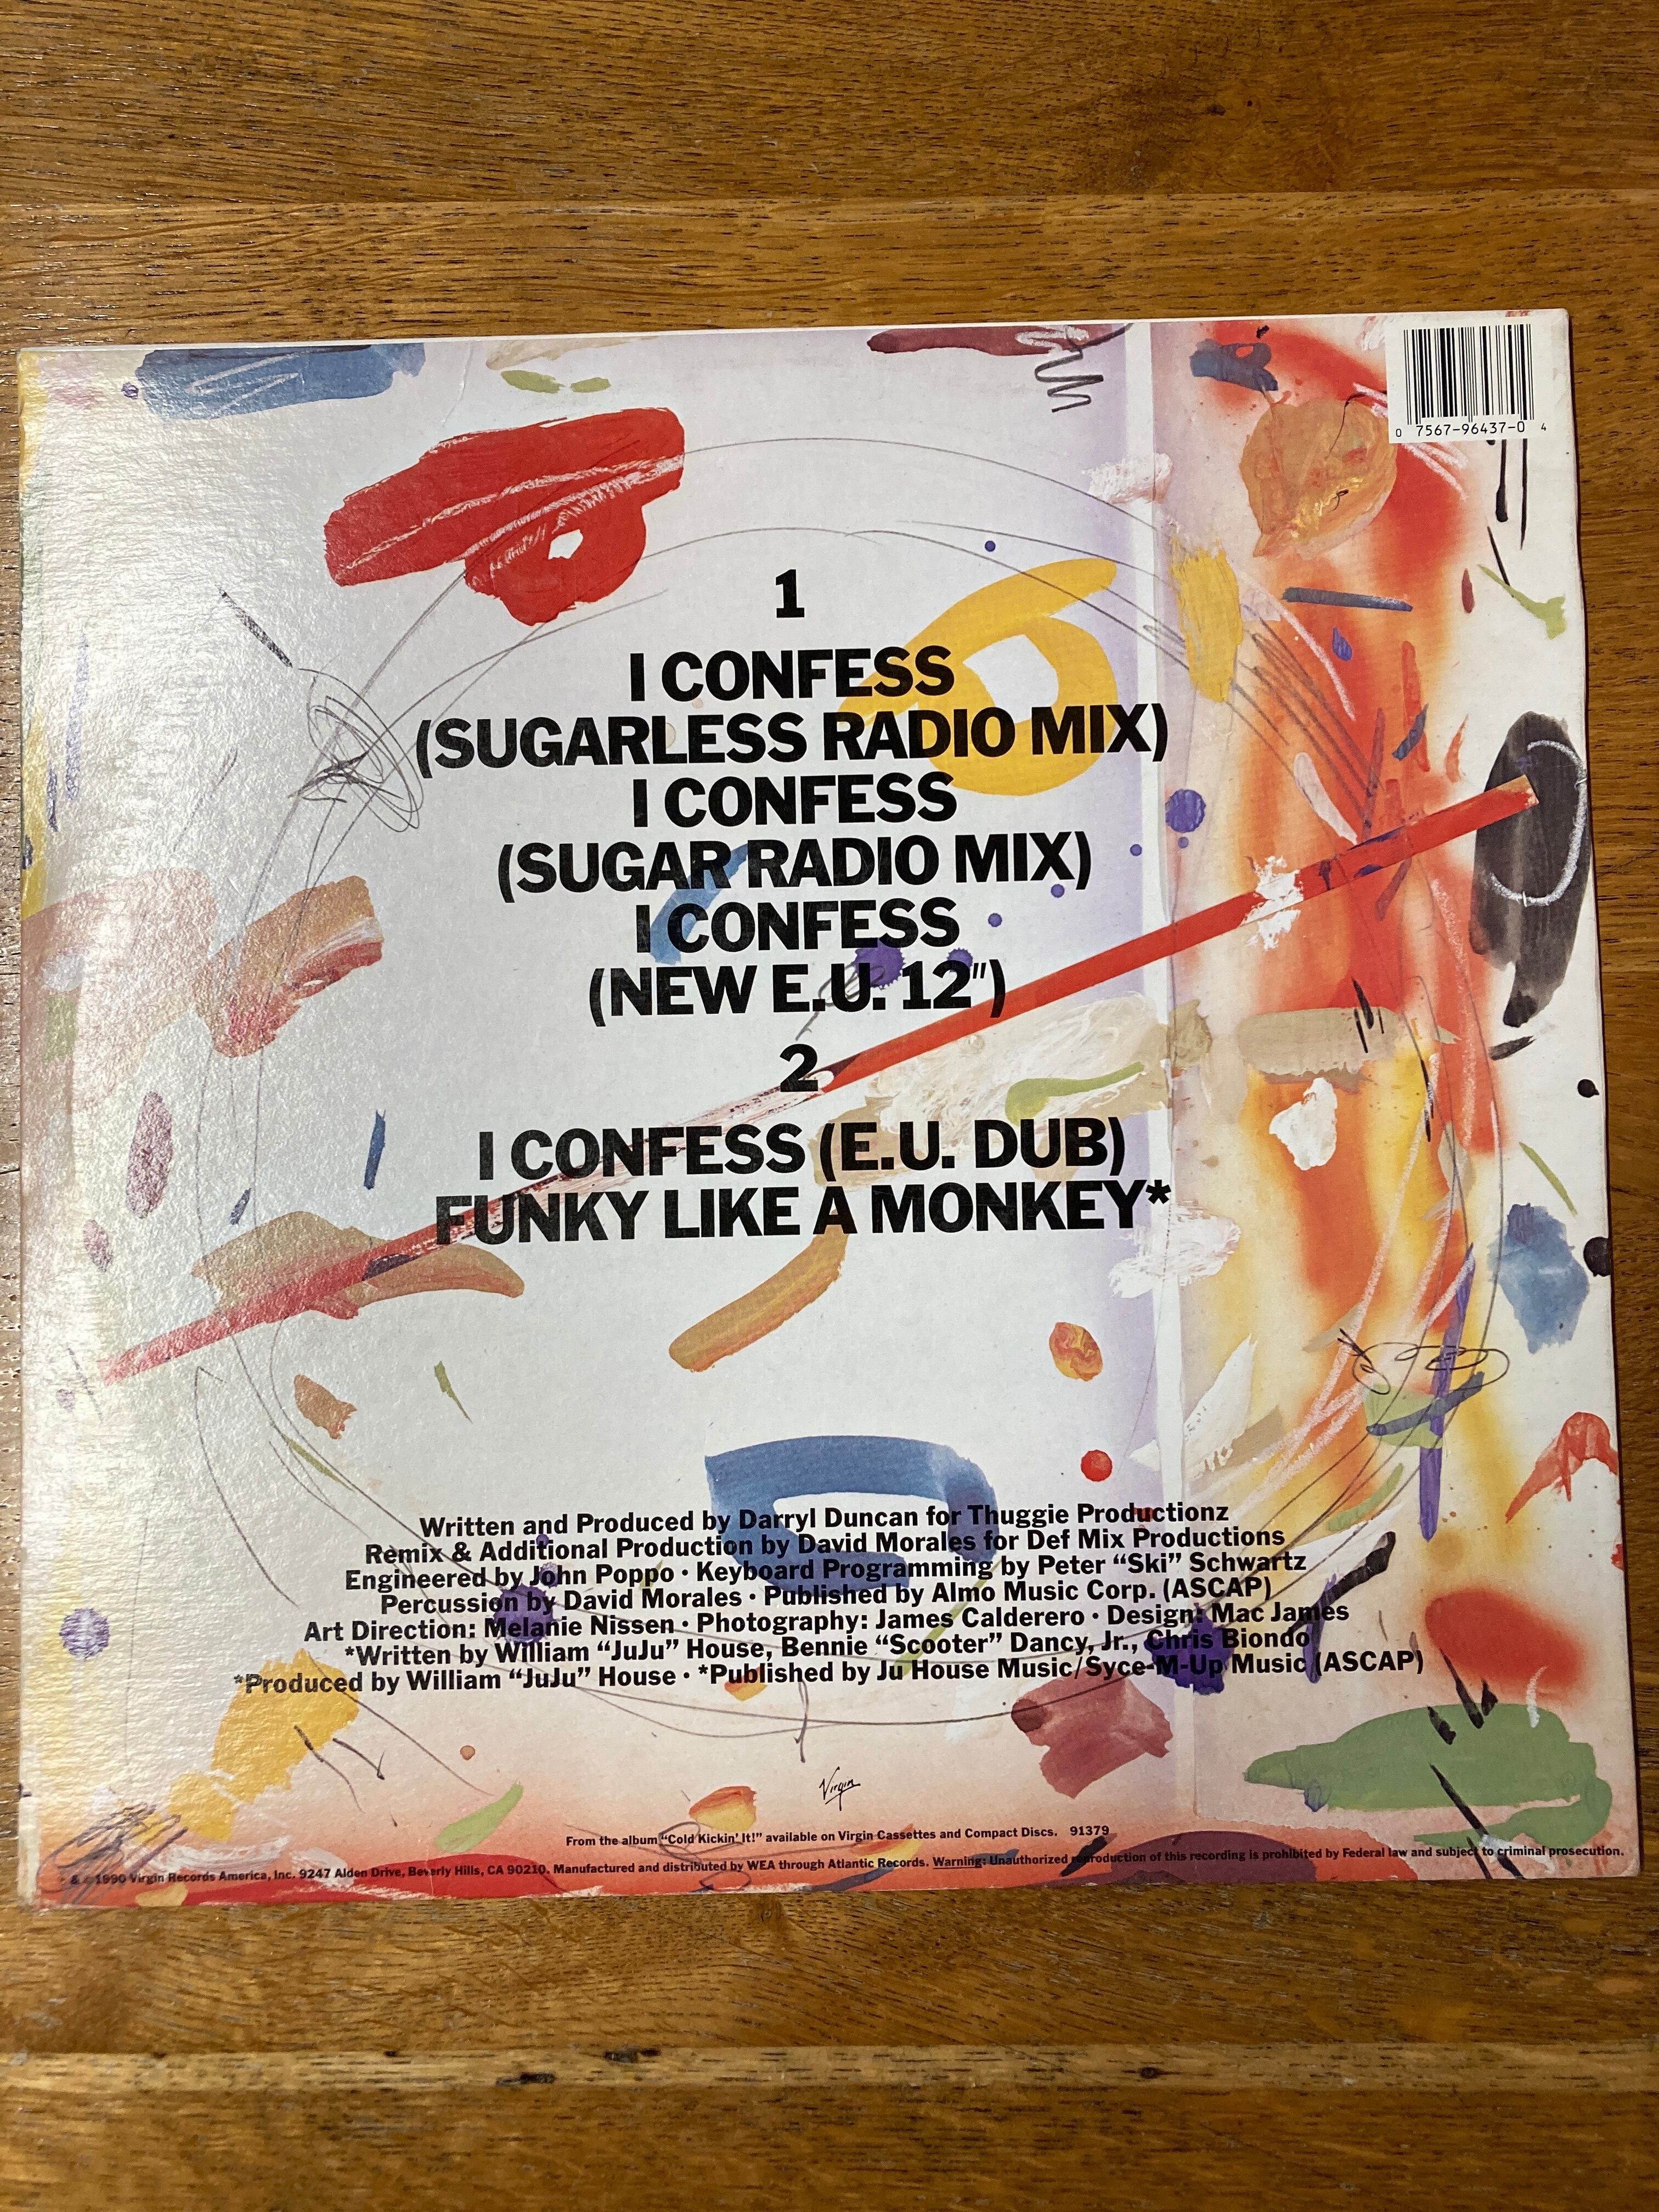 0 7567-96437-0 4
1
I CONFESS
(SUGARLESS RADIO MIX)
I CONFESS
(SUGAR RADIO MIX)
I CONFESS
(NEW E.U. 12")
2
I CONFESS (E.U. DUB)
FUNKY LIKE A MONKEY*
Written and Produced by Darryl Duncan for Thuggie Productionz
Remix & Additional Production by David Morales for Def Mix Productions
Engineered by John Poppo • Keyboard Programming by Peter “Ski” Schwartz
Percussion by David Morales • Published by Almo Music Corp. (ASCAP)
Art Direction: Melanie Nissen • Photography: James Calderero • Design: Mac James
*Written by William “JuJu” House, Bennie “Scooter” Dancy, Jr., Chris Biondo
*Produced by William “JuJu” House • *Published by Ju House Music/Syce-M-Up Music (ASCAP)
Virgin
From the album “Cold Kickin’ It!” available on Virgin Cassettes and Compact Discs. 91379
& 1990 Virgin Records America, Inc. 9247 Alden Drive, Beverly Hills, CA 90210. Manufactured and distributed by WEA through Atlantic Records. Warning: Unauthorized reproduction of this recording is prohibited by Federal law and subject to criminal prosecution.